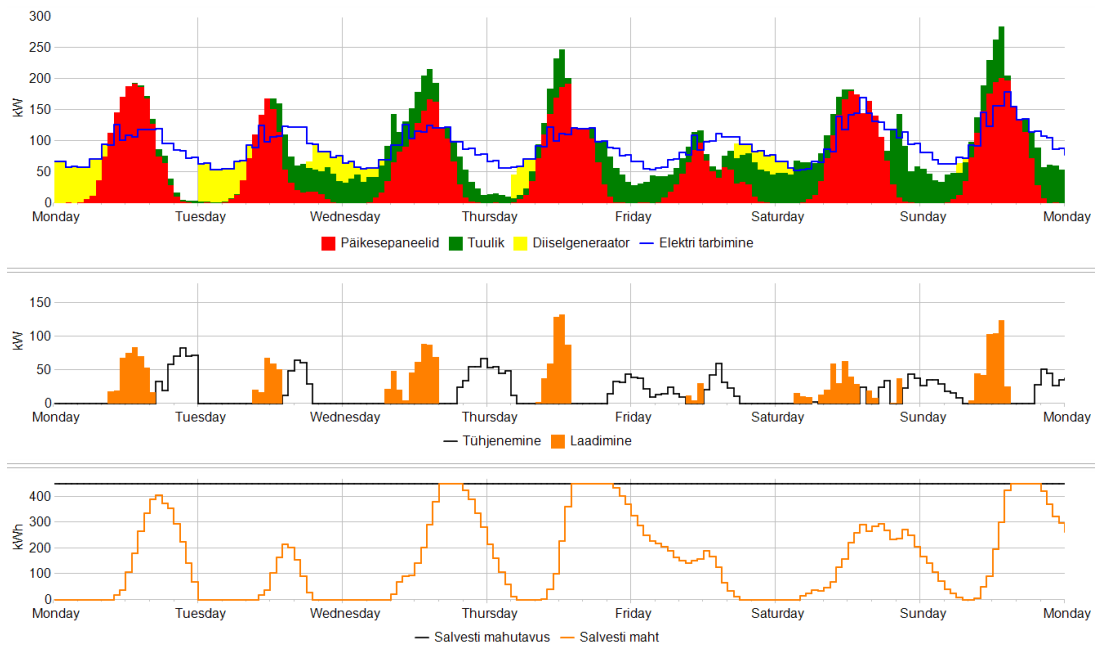 300
250
200
150
100
50
0
kW
Monday Tuesday Wednesday Thursday Friday Saturday Sunday Monday
Päikesepaneelid Tuulik Diiselgeneraator Elektri tarbimine
150
100
50
0
kW
Monday Tuesday Wednesday Thursday Friday Saturday Sunday Monday
Tühjenemine Laadimine
400
300
200
100
0
kWh
Monday Tuesday Wednesday Thursday Friday Saturday Sunday Monday
Salvesti mahutavus Salvesti maht